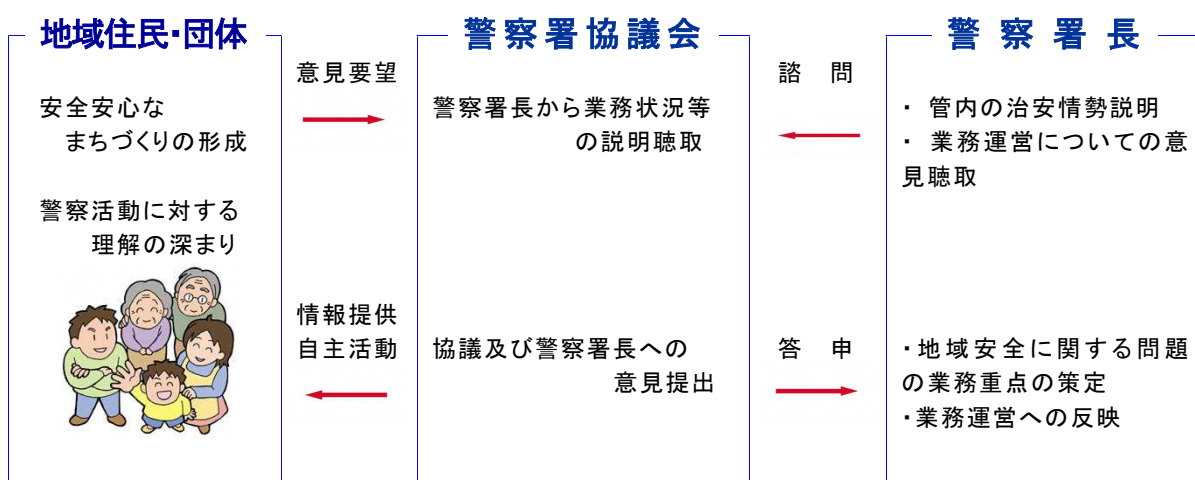 地域住民・団体
安全安心な
まちづくりの形成
警察活動に対する
理解の深まり
意見要望
情報提供
自主活動
警察署協議会
警察署長から業務状況等
の説明聴取
協議及び警察署長への
意見提出
諮 問
答 申
警察署長
・ 管内の治安情勢説明
・ 業務運営についての意
見聴取
・地域安全に関する問題
の業務重点の策定
・業務運営への反映